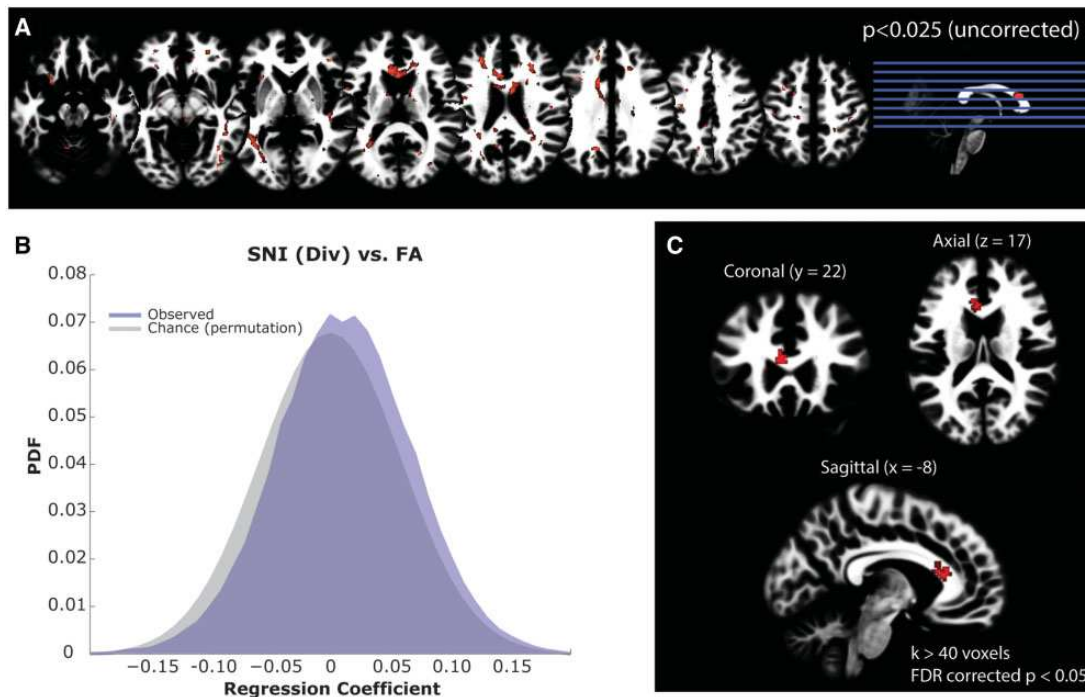 A
p<0.025 (uncorrected)
B
SNI (Div) vs. FA
0.08
0.07
0.06
0.05
0.04
0.03
0.02
0.01
0
Observed
Chance (permutation)
PDF
−0.15
−0.10
−0.05
0
0.05
0.10
0.15
Regression Coefficient
C
Coronal (y = 22)
Axial (z = 17)
Sagittal (x = -8)
k > 40 voxels
FDR corrected p < 0.05